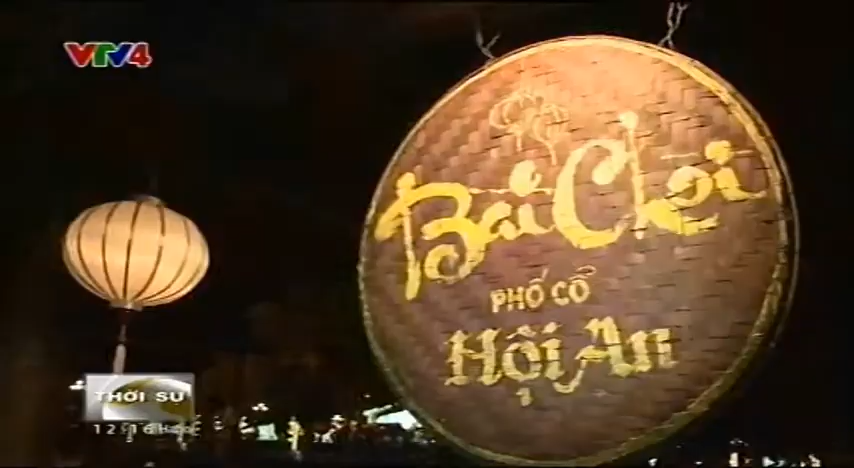 VTV4
Bài Chòi
PHỐ CỔ
Hội An
THỜI SỰ